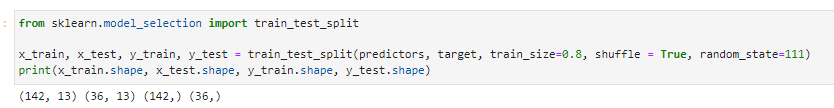 from sklearn.model_selection import train_test_split
x_train, x_test, y_train, y_test = train_test_split(predictors, target, train_size=0.8, shuffle = True, random_state=111)
print(x_train.shape, x_test.shape, y_train.shape, y_test.shape)
(142, 13) (36, 13) (142,) (36,)